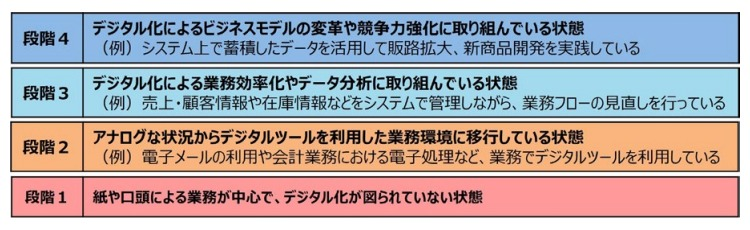 段階４
デジタル化によるビジネスモデルの変革や競争力強化に取り組んでいる状態
（例）システム上で蓄積したデータを活用して販路拡大、新商品開発を実践している
段階３
デジタル化による業務効率化やデータ分析に取り組んでいる状態
（例）売上・顧客情報や在庫情報などをシステムで管理しながら、業務フローの見直しを行っている
段階２
アナログな状況からデジタルツールを利用した業務環境に移行している状態
（例）電子メールの利用や会計業務における電子処理など、業務でデジタルツールを利用している
段階１
紙や口頭による業務が中心で、デジタル化が図られていない状態